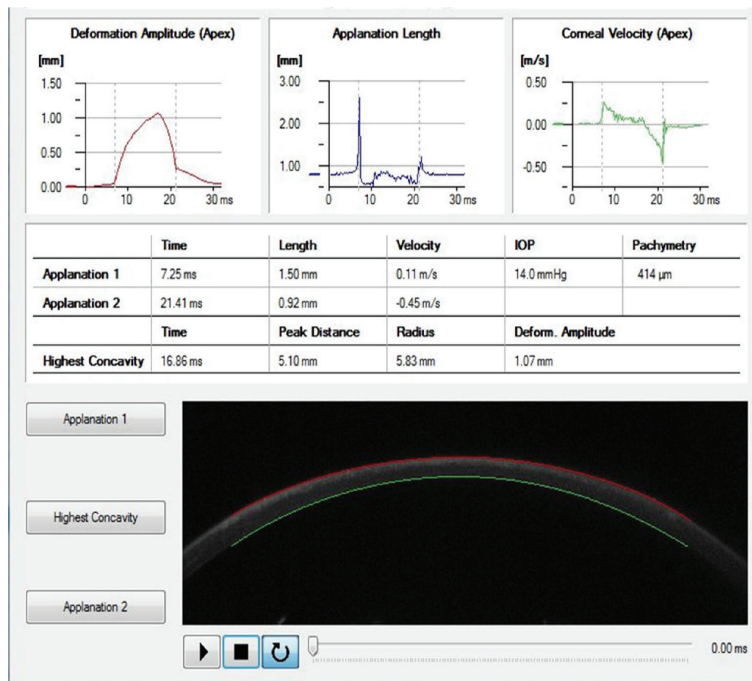 Deformation Amplitude (Apex)
[mm]
1.50
1.00
0.50
0.00
0 10 20 30 ms
Applanation Length
[mm]
3.00
2.00
1.00
0 10 20 30 ms
Corneal Velocity (Apex)
[m/s]
0.50
0.00
-0.50
0 10 20 30 ms
Time Length Velocity IOP Pachymetry
Applanation 1 7.25 ms 1.50 mm 0.11 m/s 14.0 mmHg 414 µm
Applanation 2 21.41 ms 0.92 mm -0.45 m/s
Time Peak Distance Radius Deform. Amplitude
Highest Concavity 16.86 ms 5.10 mm 5.83 mm 1.07 mm
Applanation 1
Highest Concavity
Applanation 2
0.00 ms